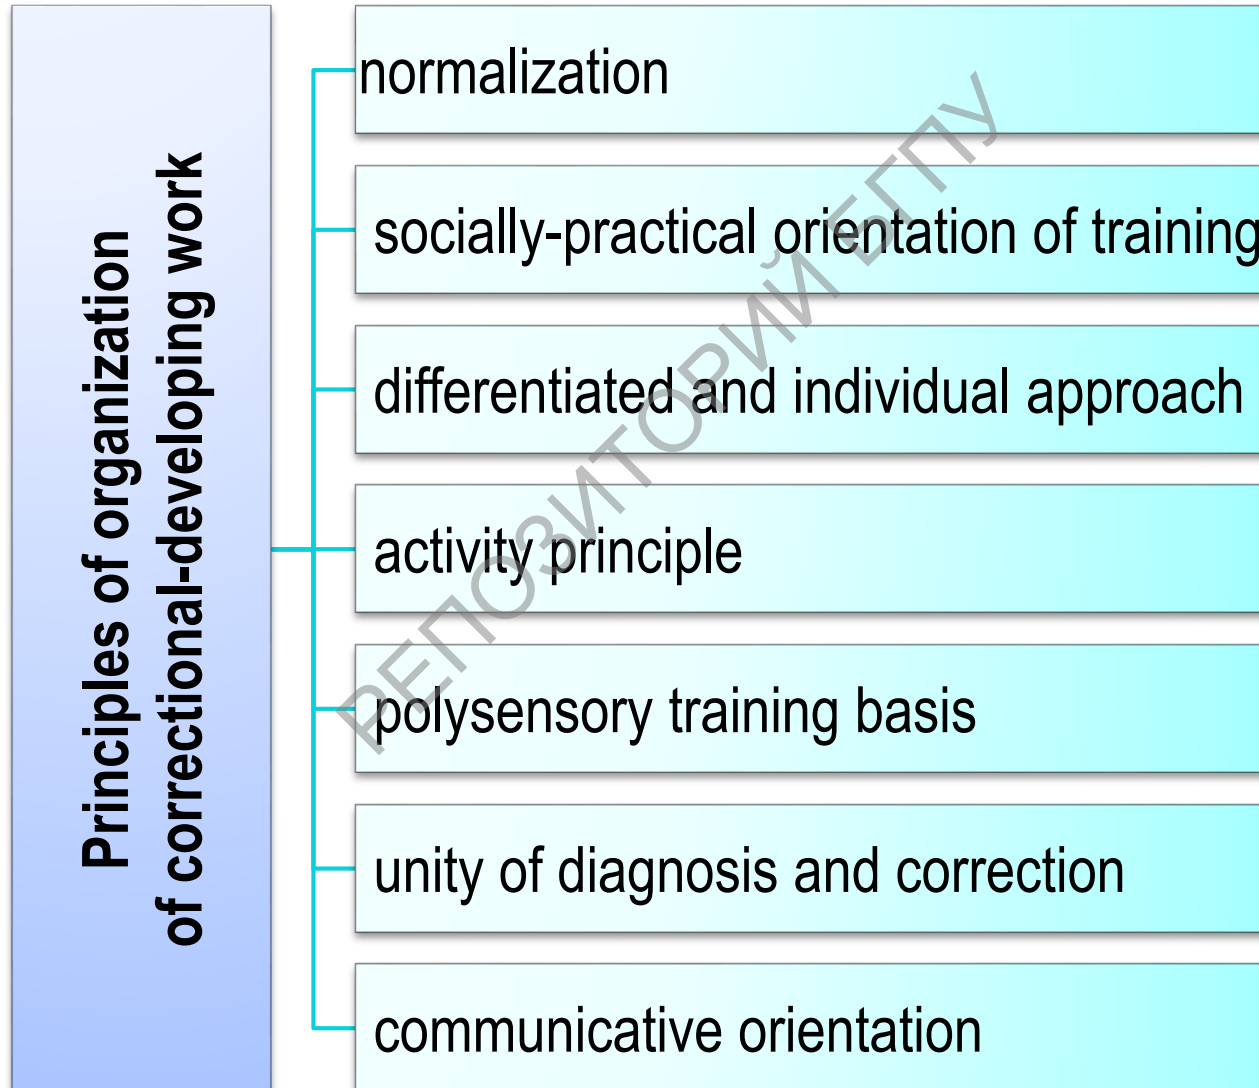 Principles of organization
of correctional-developing work
normalization
socially-practical orientation of training
differentiated and individual approach
activity principle
polysensory training basis
unity of diagnosis and correction
communicative orientation
РЕПОЗИТОРИЙ БГПУ